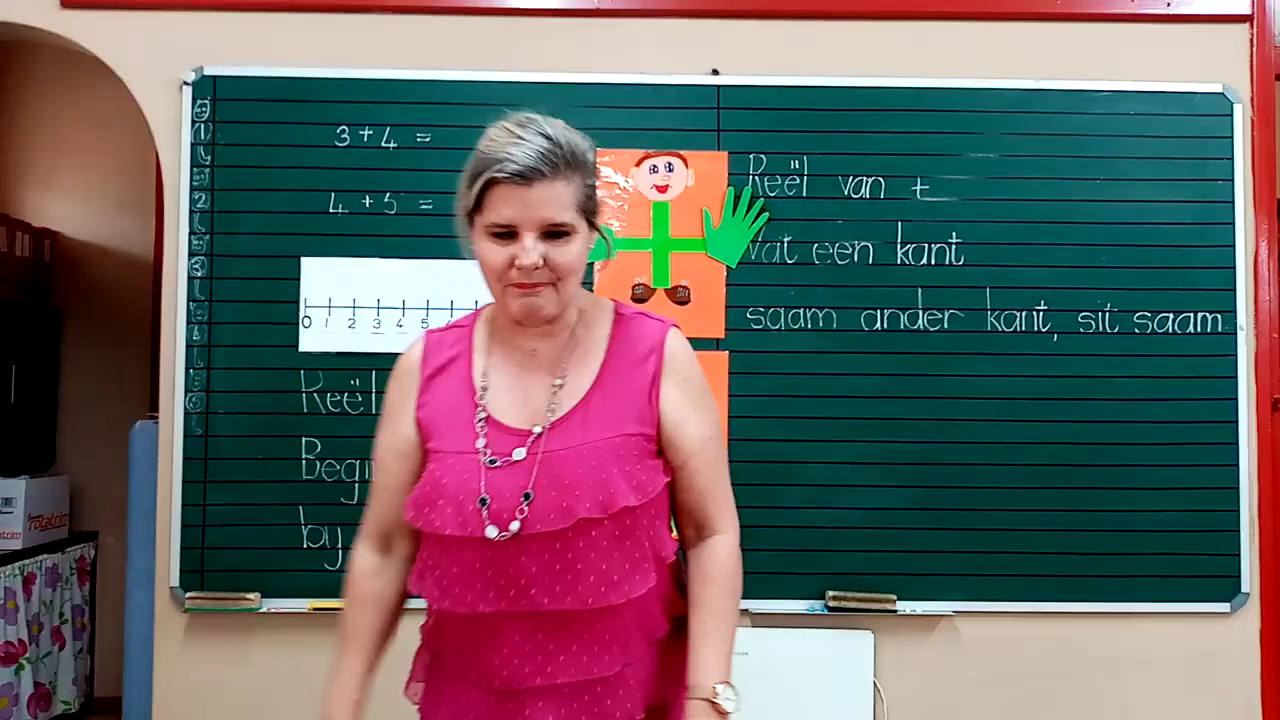 3 + 4 =
4 + 5 =
0 1 2 3 4 5
Reël
by
Reël van t
vat een kant
saam ander kant, sit saam
rotatrim